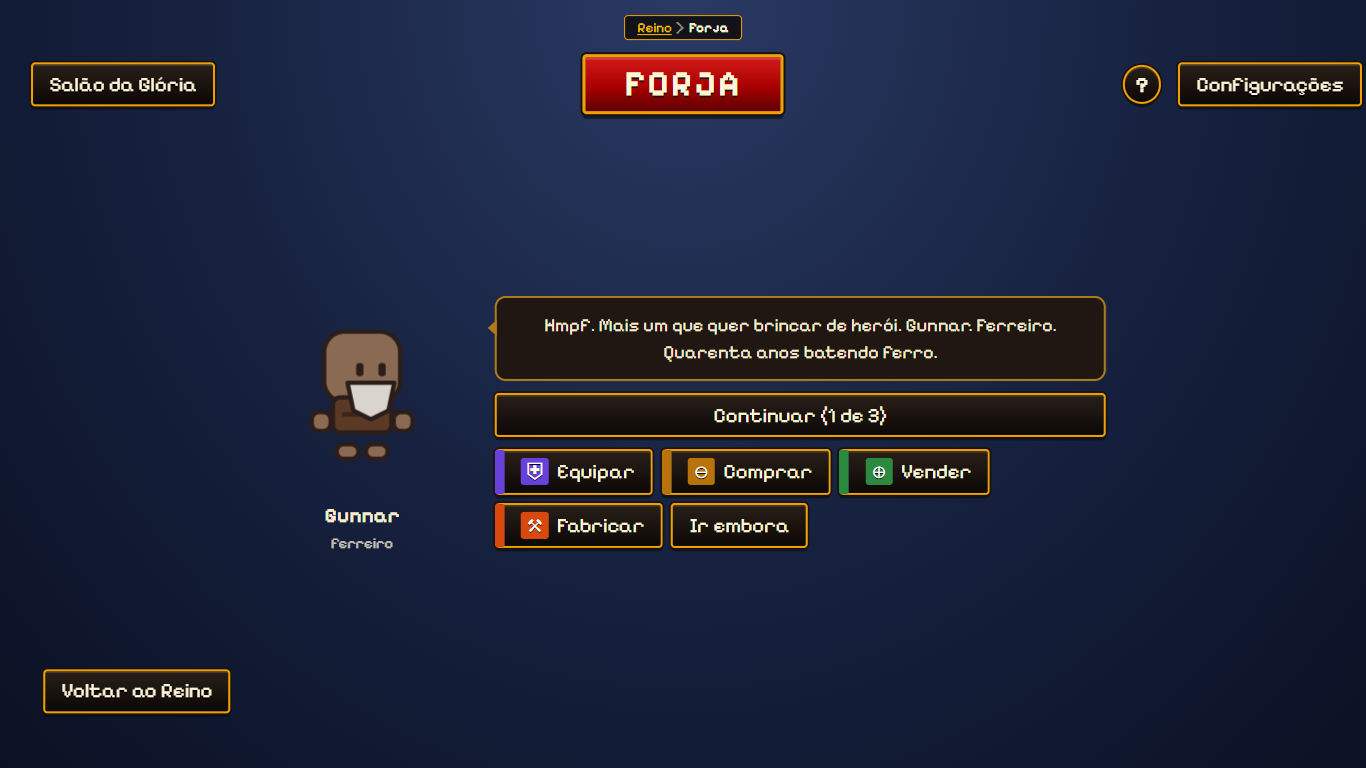 Reino > Forja
Salão da Glória
FORJA
?
Configurações
Hmpf. Mais um que quer brincar de herói. Gunnar. Ferreiro.
Quarenta anos batendo ferro.
Continuar (1 de 3)
Equipar
Comprar
Vender
Fabricar
Ir embora
Gunnar
Ferreiro
Voltar ao Reino